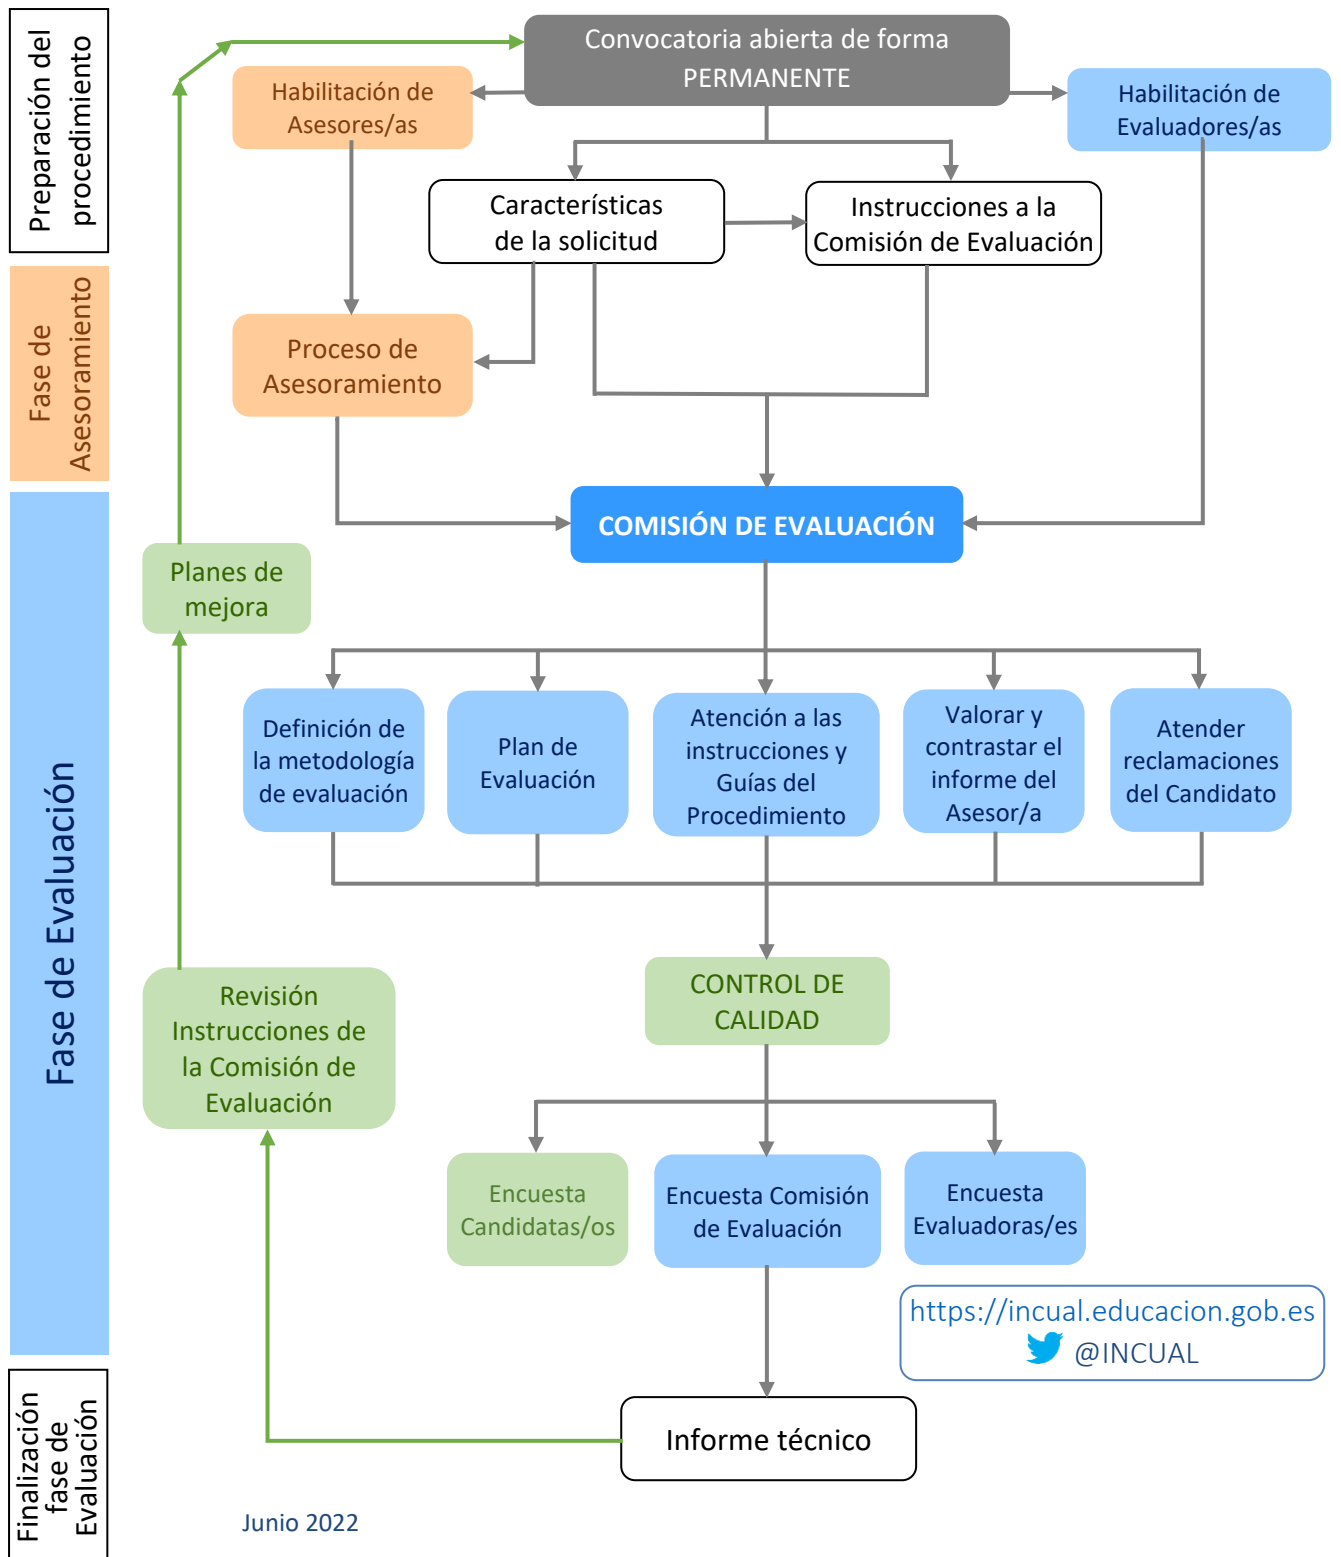 Preparación del
procedimiento
Convocatoria abierta de forma
PERMANENTE
Habilitación de
Asesores/as
Habilitación de
Evaluadores/as
Características
de la solicitud
Instrucciones a la
Comisión de Evaluación
Fase de
Asesoramiento
Proceso de
Asesoramiento
COMISIÓN DE EVALUACIÓN
Fase de Evaluación
Planes de
mejora
Definición de
la metodología
de evaluación
Plan de
Evaluación
Atención a las
instrucciones y
Guías del
Procedimiento
Valorar y
contrastar el
informe del
Asesor/a
Atender
reclamaciones
del Candidato
Revisión
Instrucciones de
la Comisión de
Evaluación
CONTROL DE
CALIDAD
Encuesta
Candidatas/os
Encuesta Comisión
de Evaluación
Encuesta
Evaluadoras/es
https://incual.educacion.gob.es
@INCUAL
Finalización
fase de
Evaluación
Informe técnico
Junio 2022